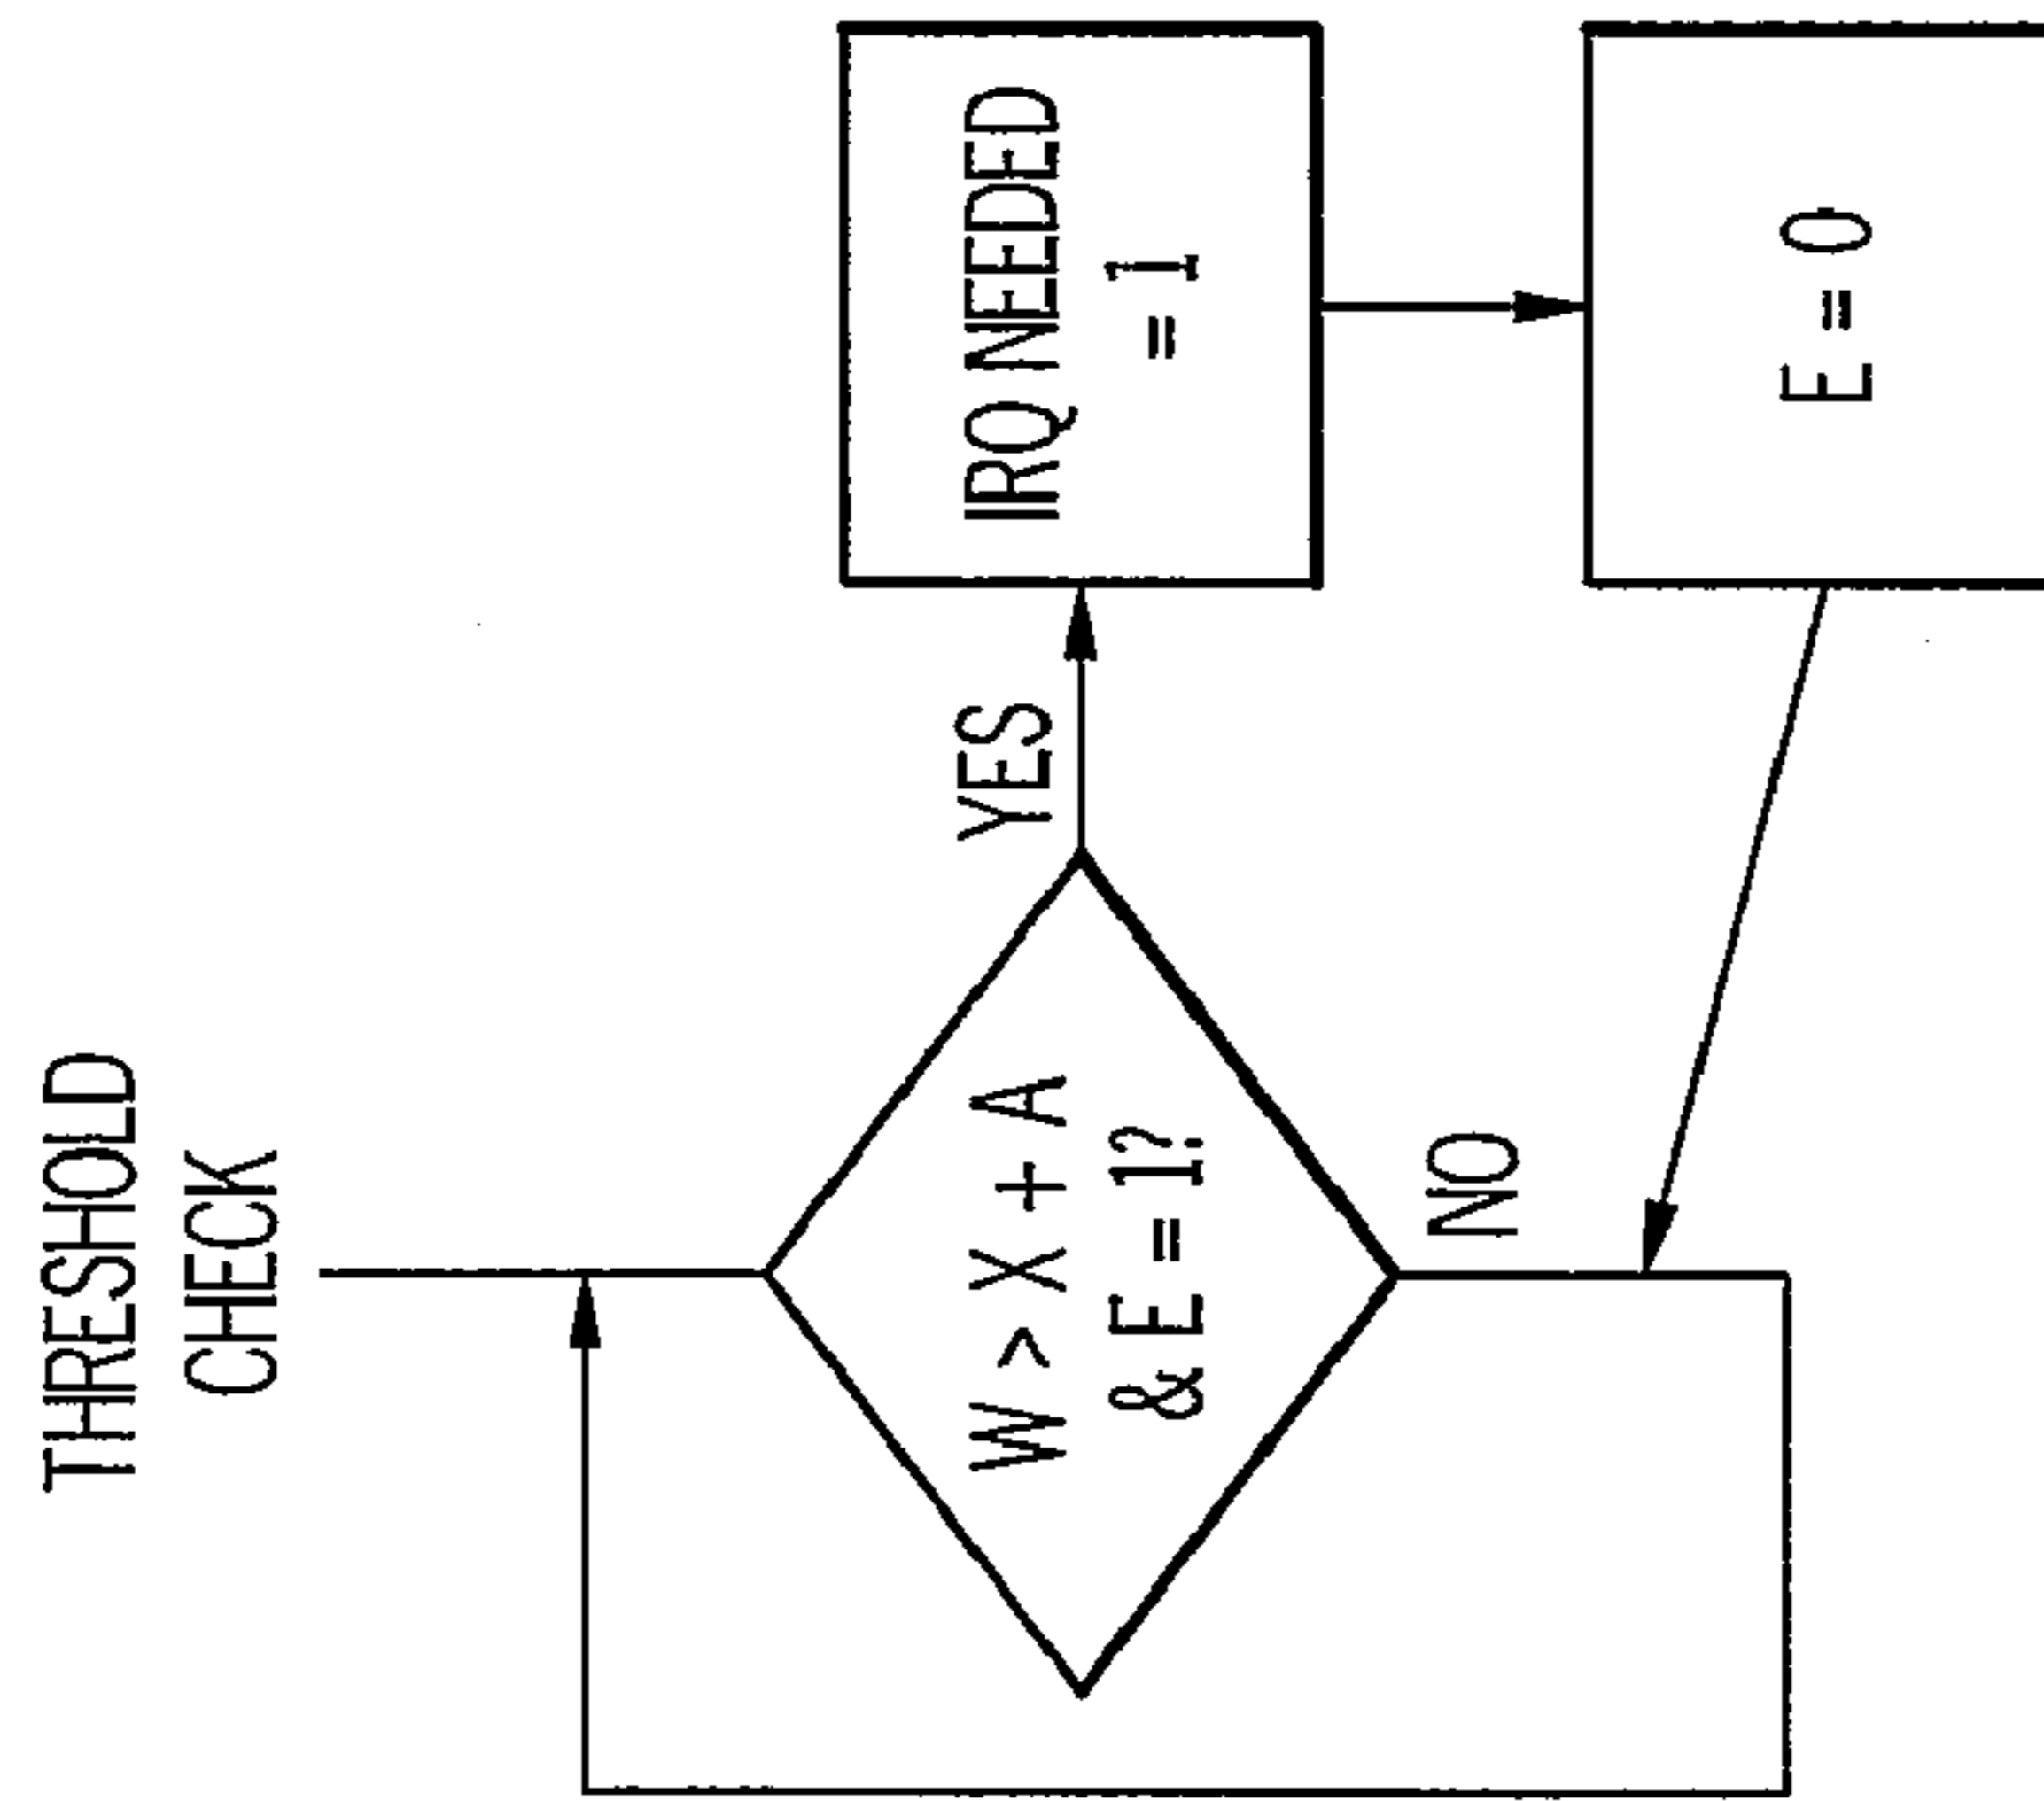 THRESHOLD
CHECK
W > X + A
& E = 1?
YES
NO
IRQ NEEDED
= 1
E = 0